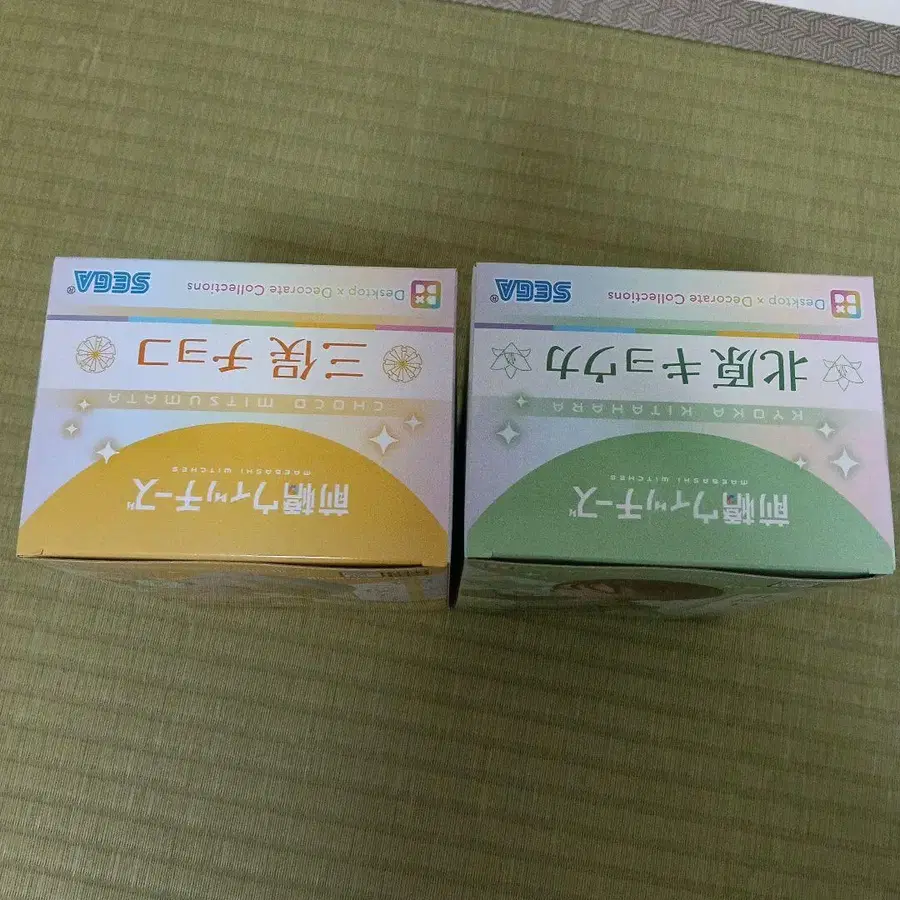 前橋ウィッチーズ
MAEBASHI WITCHES
CHOCO MITSUMATA
三俣 チョコ
Desktop x Decorate Collections
SEGA®
前橋ウィッチーズ
MAEBASHI WITCHES
KYOKA KITAHARA
北原 キョウカ
Desktop x Decorate Collections
SEGA®